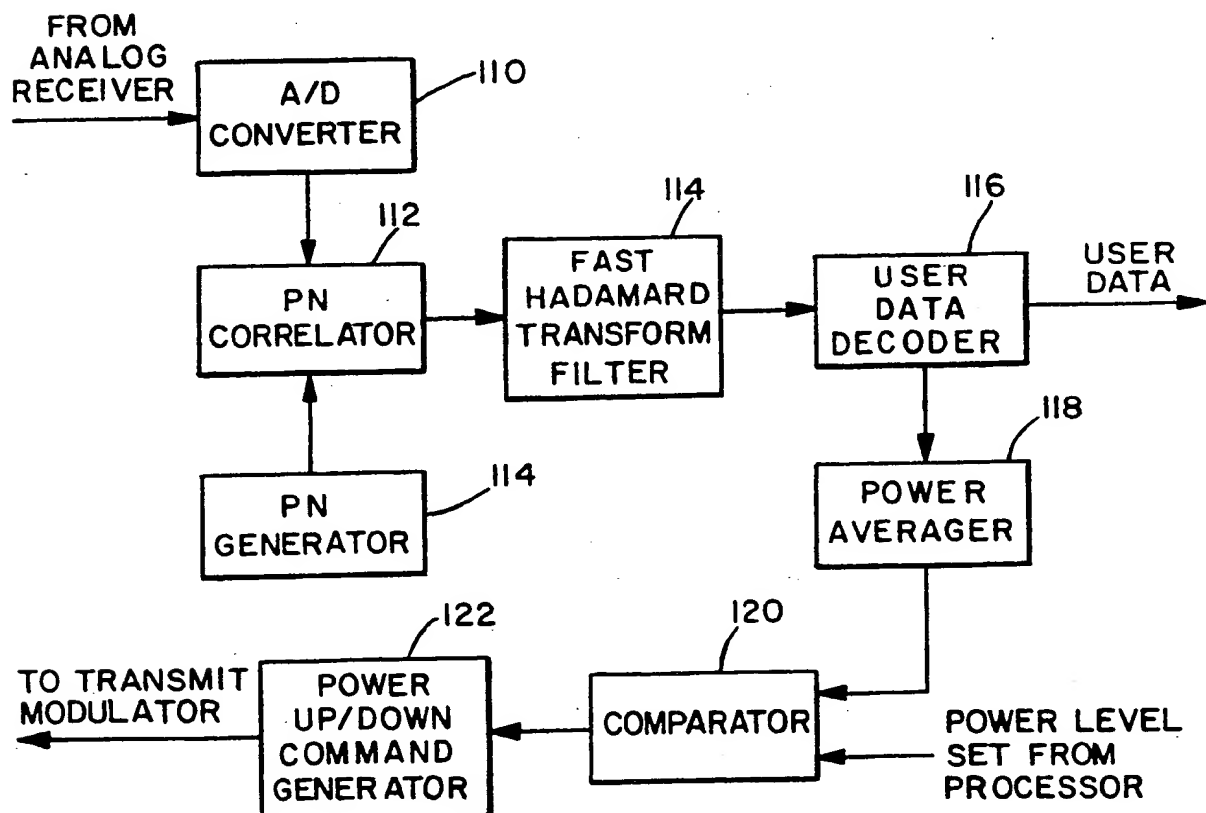 FROM
ANALOG
RECEIVER
A/D
CONVERTER
110
112
PN
CORRELATOR
114
FAST
HADAMARD
TRANSFORM
FILTER
116
USER
DATA
DECODER
USER
DATA
PN
GENERATOR
114
118
POWER
AVERAGER
TO TRANSMIT
MODULATOR
122
POWER
UP/DOWN
COMMAND
GENERATOR
120
COMPARATOR
POWER LEVEL
SET FROM
PROCESSOR